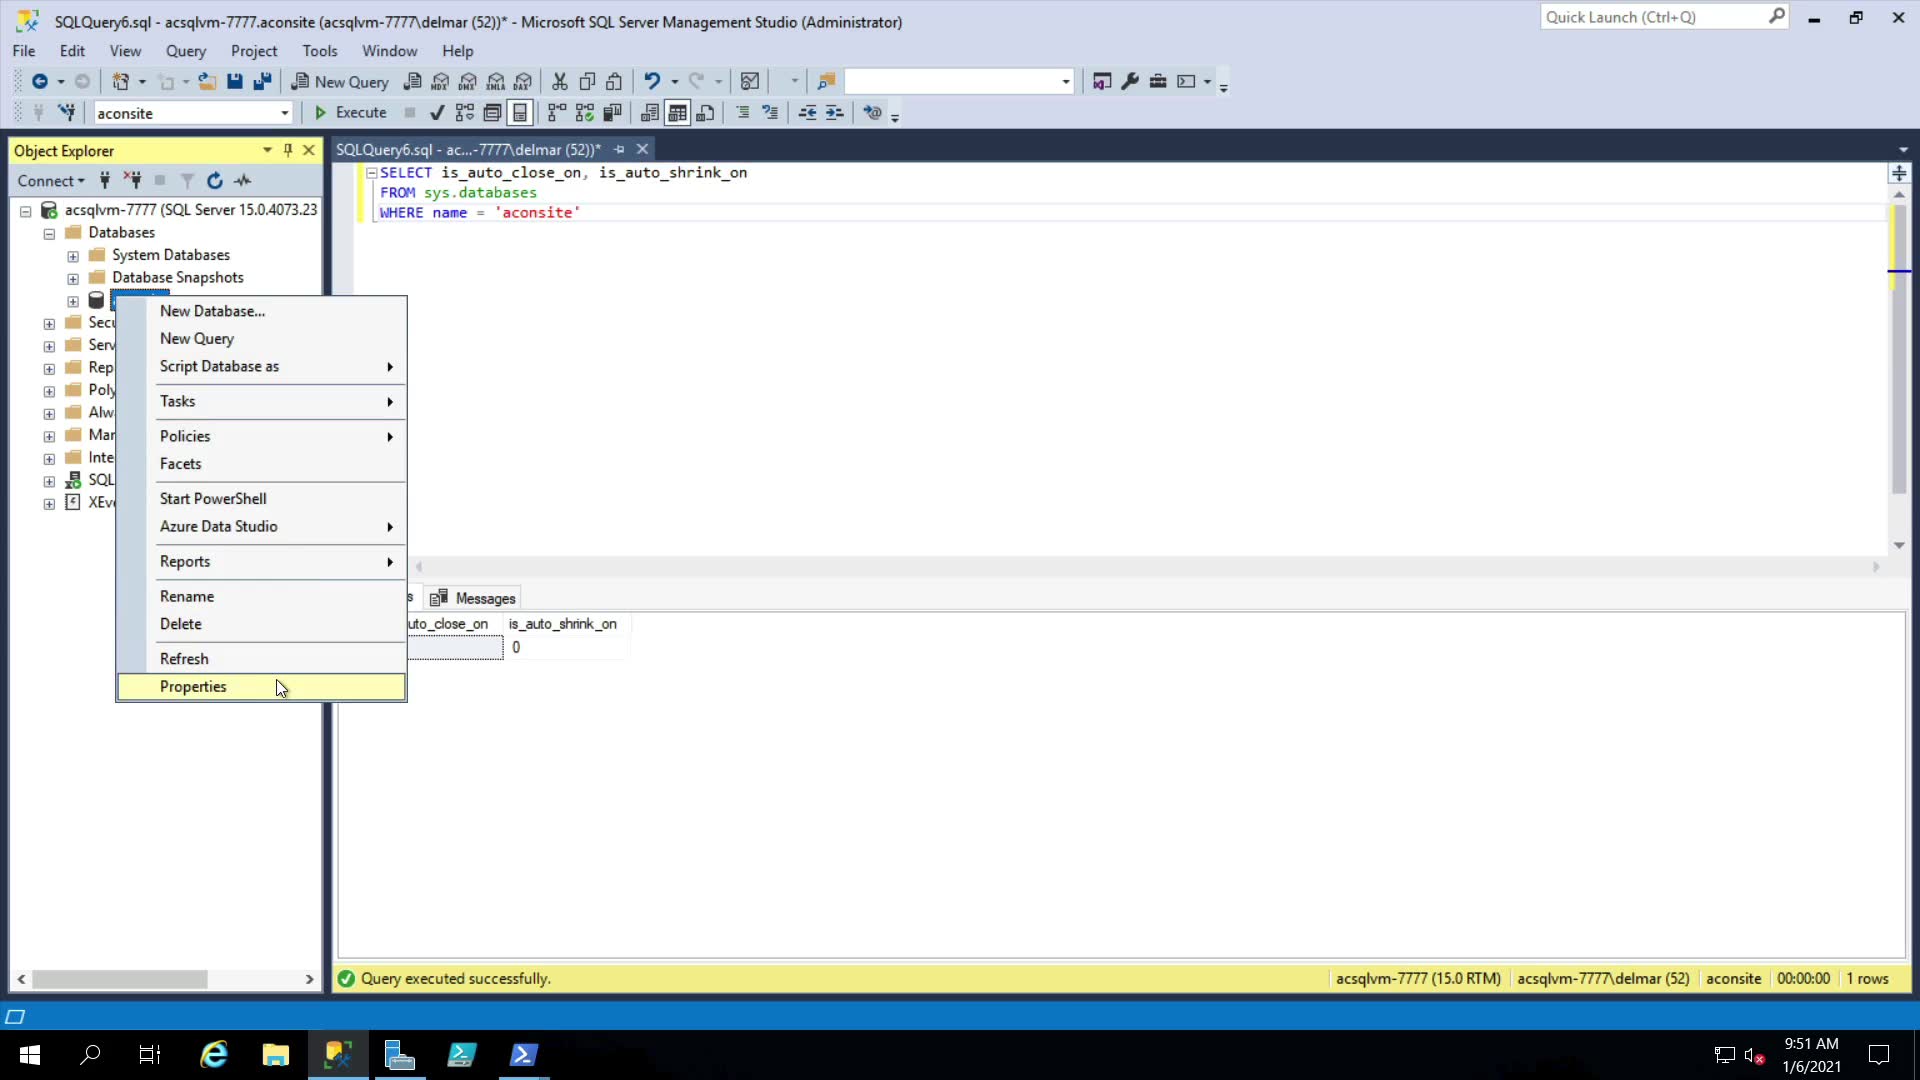 SQLQuery6.sql - acsqlvm-7777.aconsite (acsqlvm-7777\delmar (52))* - Microsoft SQL Server Management Studio (Administrator)
Quick Launch (Ctrl+Q)
File Edit View Query Project Tools Window Help
New Query MDX DMX XMLA DAX
aconsite Execute
Object Explorer
SQLQuery6.sql - ac...-7777\delmar (52))*
Connect
SELECT is_auto_close_on, is_auto_shrink_on
FROM sys.databases
WHERE name = 'aconsite'
acsqlvm-7777 (SQL Server 15.0.4073.23
Databases
System Databases
Database Snapshots
New Database...
New Query
Script Database as
Tasks
Policies
Facets
Start PowerShell
Azure Data Studio
Reports
Rename
Delete
Refresh
Properties
Secu
Serv
Rep
Poly
Alw
Mar
Inte
SQL
XEve
s Messages
uto_close_on is_auto_shrink_on
0
Query executed successfully.
acsqlvm-7777 (15.0 RTM) acsqlvm-7777\delmar (52) aconsite 00:00:00 1 rows
9:51 AM
1/6/2021